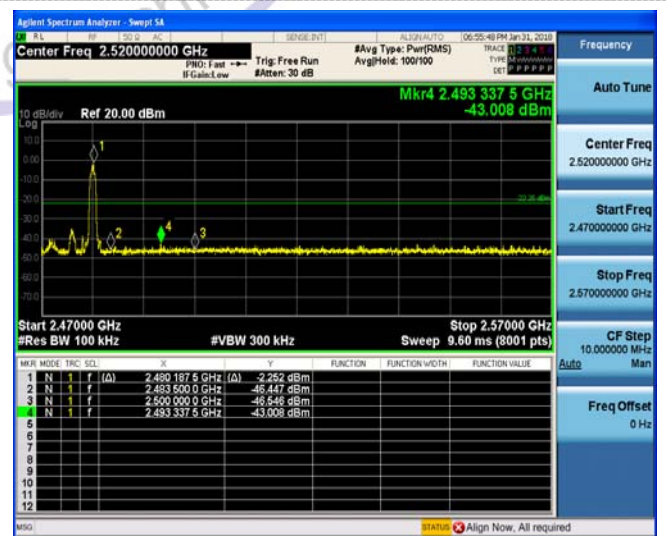 Agilent Spectrum Analyzer - Swept SA
RL RF 50 Ω AC SENSE:INT ALIGN AUTO 06:55:48 PM Jan 31, 2018
Center Freq 2.520000000 GHz
PNO: Fast Trig: Free Run
IFGain:Low #Atten: 30 dB
#Avg Type: Pwr(RMS)
Avg|Hold: 100/100
TRACE 1 2 3 4 5 6
TYPE M
DET P P P P P P
Mkr4 2.493 337 5 GHz
-43.008 dBm
10 dB/div Ref 20.00 dBm
Log
10.0
0.00
-10.0
-20.0
-30.0
-40.0
-50.0
-60.0
-70.0
1
2
4
3
Start 2.47000 GHz Stop 2.57000 GHz
#Res BW 100 kHz #VBW 300 kHz Sweep 9.60 ms (8001 pts)
MKR MODE TRC SCL X Y FUNCTION FUNCTION WIDTH FUNCTION VALUE
1 N 1 f (Δ) 2.480 187 5 GHz (Δ) -2.252 dBm
2 N 1 f 2.483 500 0 GHz -46.447 dBm
3 N 1 f 2.500 000 0 GHz -46.546 dBm
4 N 1 f 2.493 337 5 GHz -43.008 dBm
5
6
7
8
9
10
11
12
MSG STATUS Align Now, All required
Frequency
Auto Tune
Center Freq
2.520000000 GHz
Start Freq
2.470000000 GHz
Stop Freq
2.570000000 GHz
CF Step
10.000000 MHz
Auto Man
Freq Offset
0 Hz